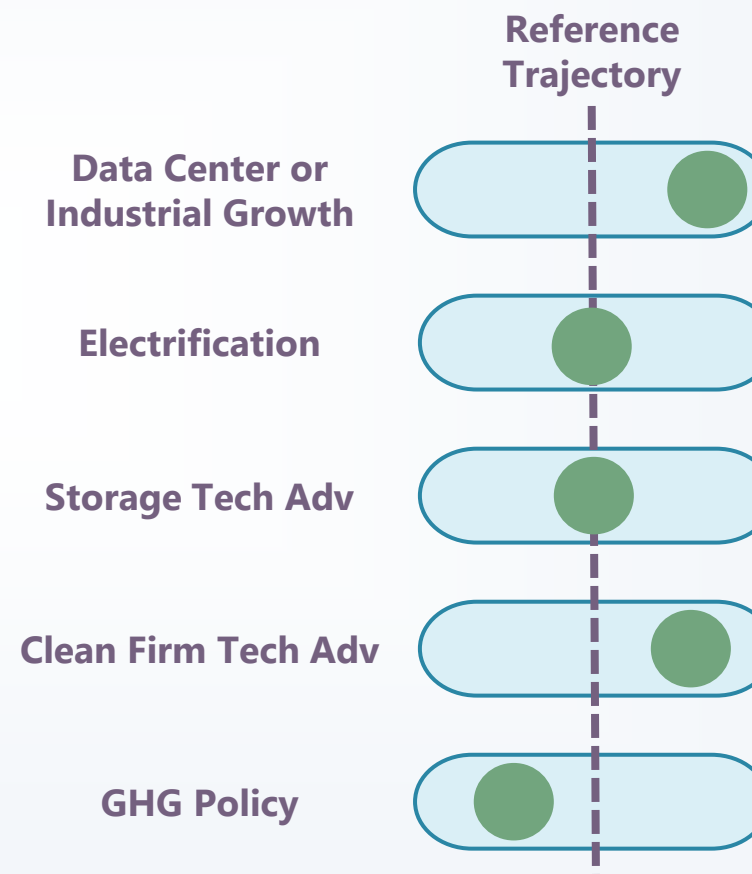 Reference
Trajectory
Data Center or
Industrial Growth
Electrification
Storage Tech Adv
Clean Firm Tech Adv
GHG Policy